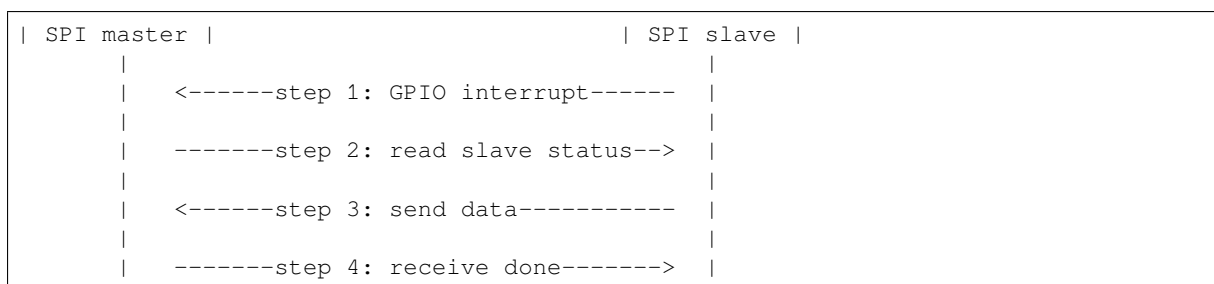 | SPI master |                                 | SPI slave |
       |                                               |
       |   <------step 1: GPIO interrupt------  |
       |                                               |
       |   -------step 2: read slave status-->  |
       |                                               |
       |   <------step 3: send data-----------  |
       |                                               |
       |   -------step 4: receive done------->  |